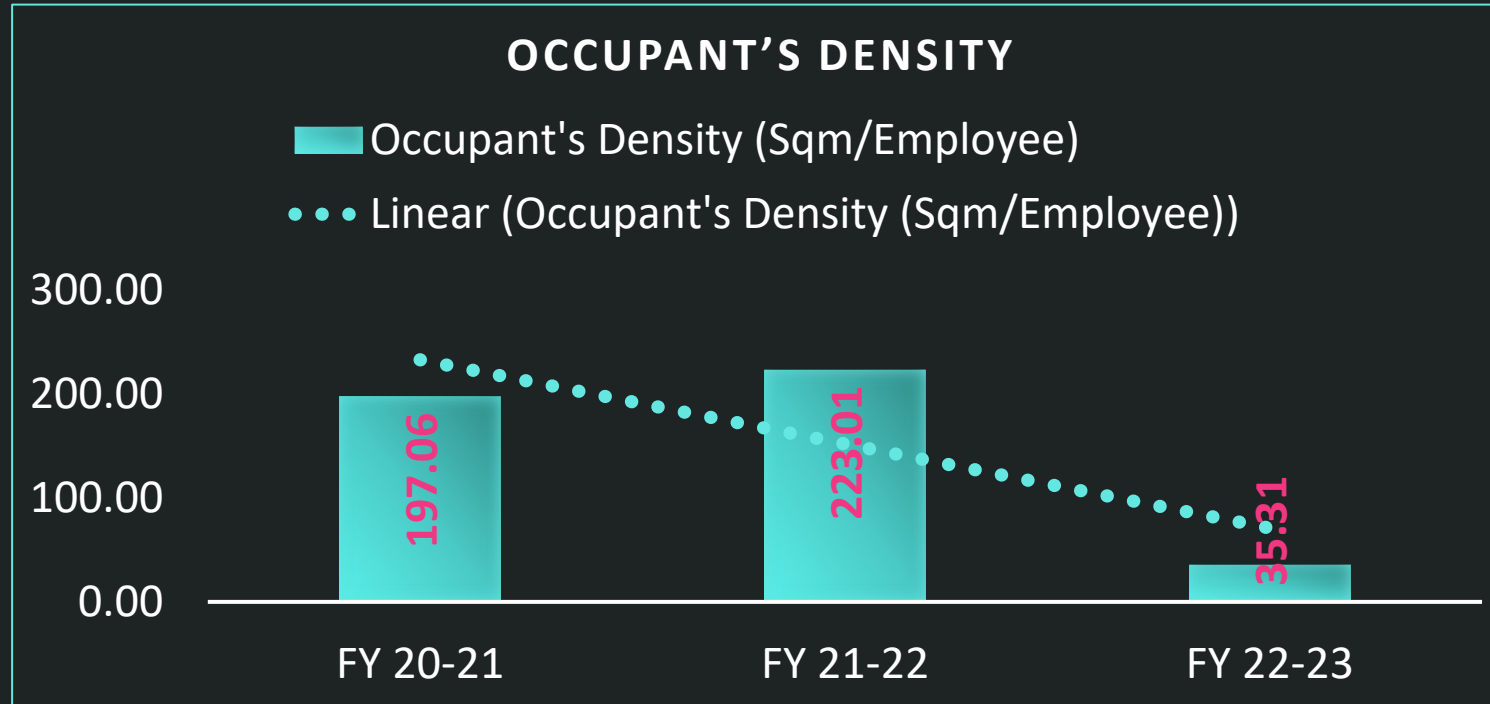 OCCUPANT’S DENSITY
Occupant's Density (Sqm/Employee)
Linear (Occupant's Density (Sqm/Employee))
300.00
200.00
100.00
0.00
197.06
223.01
35.31
FY 20-21
FY 21-22
FY 22-23